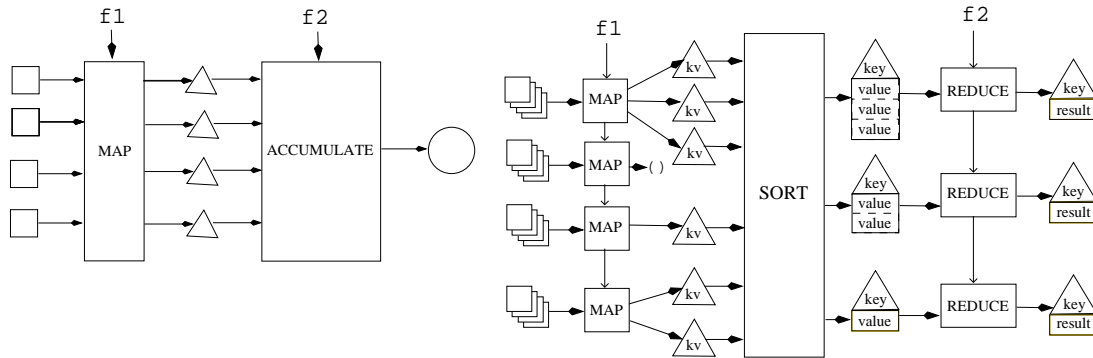 f1
f2
MAP
ACCUMULATE
f1
f2
MAP
MAP
MAP
MAP
( )
kv
kv
kv
kv
kv
kv
SORT
key
value
value
value
key
value
value
key
value
REDUCE
REDUCE
REDUCE
key
result
key
result
key
result